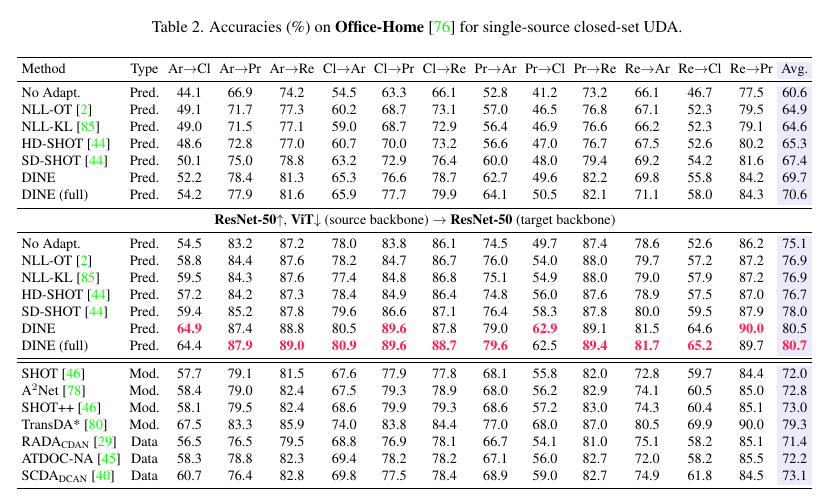 Table 2. Accuracies (%) on Office-Home [76] for single-source closed-set UDA.
Method Type Ar→Cl Ar→Pr Ar→Re Cl→Ar Cl→Pr Cl→Re Pr→Ar Pr→Cl Pr→Re Re→Ar Re→Cl Re→Pr Avg.
No Adapt. Pred. 44.1 66.9 74.2 54.5 63.3 66.1 52.8 41.2 73.2 66.1 46.7 77.5 60.6
NLL-OT [2] Pred. 49.1 71.7 77.3 60.2 68.7 73.1 57.0 46.5 76.8 67.1 52.3 79.5 64.9
NLL-KL [85] Pred. 49.0 71.5 77.1 59.0 68.7 72.9 56.4 46.9 76.6 66.2 52.3 79.1 64.6
HD-SHOT [44] Pred. 48.6 72.8 77.0 60.7 70.0 73.2 56.6 47.0 76.7 67.5 52.6 80.2 65.3
SD-SHOT [44] Pred. 50.1 75.0 78.8 63.2 72.9 76.4 60.0 48.0 79.4 69.2 54.2 81.6 67.4
DINE Pred. 52.2 78.4 81.3 65.3 76.6 78.7 62.7 49.6 82.2 69.8 55.8 84.2 69.7
DINE (full) Pred. 54.2 77.9 81.6 65.9 77.7 79.9 64.1 50.5 82.1 71.1 58.0 84.3 70.6
ResNet-50↑, ViT↓ (source backbone) → ResNet-50 (target backbone)
No Adapt. Pred. 54.5 83.2 87.2 78.0 83.8 86.1 74.5 49.7 87.4 78.6 52.6 86.2 75.1
NLL-OT [2] Pred. 58.8 84.4 87.6 78.2 84.7 86.7 76.0 54.0 88.0 79.7 57.2 87.2 76.9
NLL-KL [85] Pred. 59.5 84.3 87.6 77.4 84.8 86.8 75.1 54.9 88.0 79.0 57.9 87.2 76.9
HD-SHOT [44] Pred. 57.2 84.2 87.3 78.4 84.9 86.4 74.8 56.0 87.6 78.9 57.5 87.0 76.7
SD-SHOT [44] Pred. 59.4 85.2 87.8 79.6 86.6 87.1 76.4 58.3 87.8 80.0 59.5 87.9 78.0
DINE Pred. 64.9 87.4 88.8 80.5 89.6 87.8 79.0 62.9 89.1 81.5 64.6 90.0 80.5
DINE (full) Pred. 64.4 87.9 89.0 80.9 89.6 88.7 79.6 62.5 89.4 81.7 65.2 89.7 80.7
SHOT [46] Mod. 57.7 79.1 81.5 67.6 77.9 77.8 68.1 55.8 82.0 72.8 59.7 84.4 72.0
A²Net [78] Mod. 58.4 79.0 82.4 67.5 79.3 78.9 68.0 56.2 82.9 74.1 60.5 85.0 72.8
SHOT++ [46] Mod. 58.1 79.5 82.4 68.6 79.9 79.3 68.6 57.2 83.0 74.3 60.4 85.1 73.0
TransDA* [80] Mod. 67.5 83.3 85.9 74.0 83.8 84.4 77.0 68.0 87.0 80.5 69.9 90.0 79.3
RADA_CDAN [29] Data 56.5 76.5 79.5 68.8 76.9 78.1 66.7 54.1 81.0 75.1 58.2 85.1 71.4
ATDOC-NA [45] Data 58.3 78.8 82.3 69.4 78.2 78.2 67.1 56.0 82.7 72.0 58.2 85.5 72.2
SCDA_DCAN [40] Data 60.7 76.4 82.8 69.8 77.5 78.4 68.9 59.0 82.7 74.9 61.8 84.5 73.1